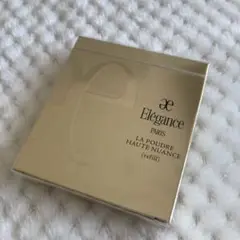 æ
Elégance
PARIS
LA POUDRE
HAUTE NUANCE
(refill)